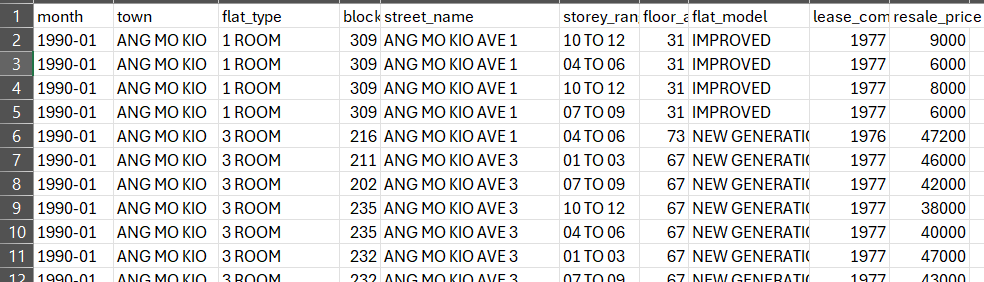 1 month town flat_type block street_name storey_ran floor_a flat_model lease_com resale_price
2 1990-01 ANG MO KIO 1 ROOM 309 ANG MO KIO AVE 1 10 TO 12 31 IMPROVED 1977 9000
3 1990-01 ANG MO KIO 1 ROOM 309 ANG MO KIO AVE 1 04 TO 06 31 IMPROVED 1977 6000
4 1990-01 ANG MO KIO 1 ROOM 309 ANG MO KIO AVE 1 10 TO 12 31 IMPROVED 1977 8000
5 1990-01 ANG MO KIO 1 ROOM 309 ANG MO KIO AVE 1 07 TO 09 31 IMPROVED 1977 6000
6 1990-01 ANG MO KIO 3 ROOM 216 ANG MO KIO AVE 1 04 TO 06 73 NEW GENERATIO 1976 47200
7 1990-01 ANG MO KIO 3 ROOM 211 ANG MO KIO AVE 3 01 TO 03 67 NEW GENERATIO 1977 46000
8 1990-01 ANG MO KIO 3 ROOM 202 ANG MO KIO AVE 3 07 TO 09 67 NEW GENERATIO 1977 42000
9 1990-01 ANG MO KIO 3 ROOM 235 ANG MO KIO AVE 3 10 TO 12 67 NEW GENERATIO 1977 38000
10 1990-01 ANG MO KIO 3 ROOM 235 ANG MO KIO AVE 3 04 TO 06 67 NEW GENERATIO 1977 40000
11 1990-01 ANG MO KIO 3 ROOM 232 ANG MO KIO AVE 3 01 TO 03 67 NEW GENERATIO 1977 47000
12 1990-01 ANG MO KIO 3 ROOM 232 ANG MO KIO AVE 3 07 TO 09 67 NEW GENERATIO 1977 43000